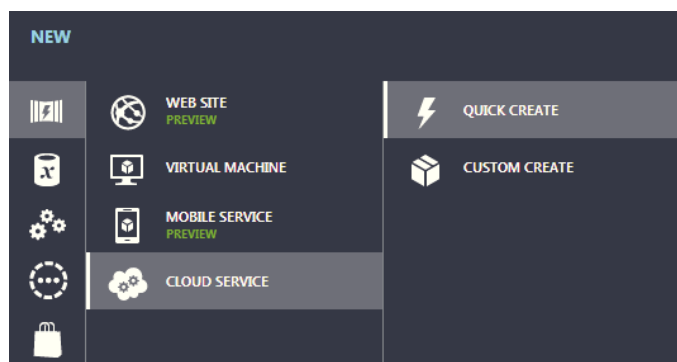 NEW
WEB SITE
PREVIEW
VIRTUAL MACHINE
MOBILE SERVICE
PREVIEW
CLOUD SERVICE
QUICK CREATE
CUSTOM CREATE
x